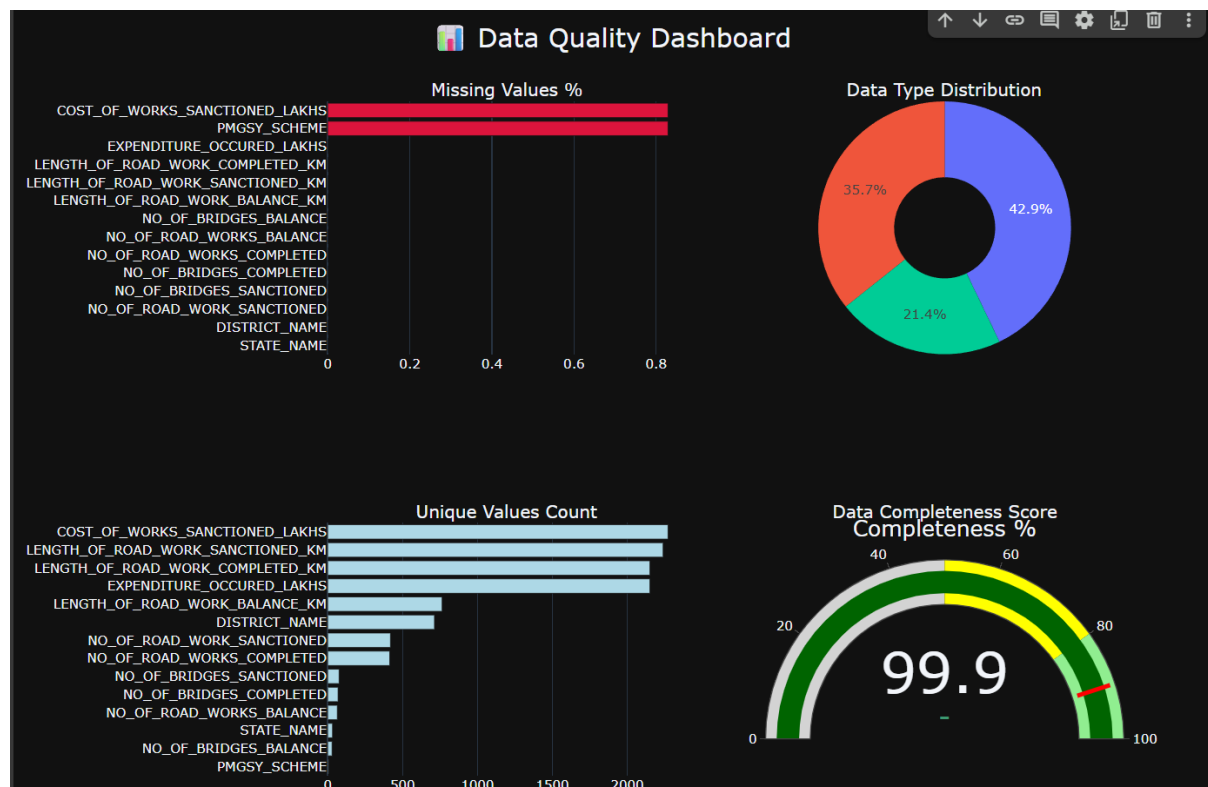 📊 Data Quality Dashboard
Missing Values %
COST_OF_WORKS_SANCTIONED_LAKHS
PMGSY_SCHEME
EXPENDITURE_OCCURED_LAKHS
LENGTH_OF_ROAD_WORK_COMPLETED_KM
LENGTH_OF_ROAD_WORK_SANCTIONED_KM
LENGTH_OF_ROAD_WORK_BALANCE_KM
NO_OF_BRIDGES_BALANCE
NO_OF_ROAD_WORKS_BALANCE
NO_OF_ROAD_WORKS_COMPLETED
NO_OF_BRIDGES_COMPLETED
NO_OF_BRIDGES_SANCTIONED
NO_OF_ROAD_WORK_SANCTIONED
DISTRICT_NAME
STATE_NAME
0 0.2 0.4 0.6 0.8
Data Type Distribution
35.7%
42.9%
21.4%
Unique Values Count
COST_OF_WORKS_SANCTIONED_LAKHS
LENGTH_OF_ROAD_WORK_SANCTIONED_KM
LENGTH_OF_ROAD_WORK_COMPLETED_KM
EXPENDITURE_OCCURED_LAKHS
LENGTH_OF_ROAD_WORK_BALANCE_KM
DISTRICT_NAME
NO_OF_ROAD_WORK_SANCTIONED
NO_OF_ROAD_WORKS_COMPLETED
NO_OF_BRIDGES_SANCTIONED
NO_OF_BRIDGES_COMPLETED
NO_OF_ROAD_WORKS_BALANCE
STATE_NAME
NO_OF_BRIDGES_BALANCE
PMGSY_SCHEME
0 500 1000 1500 2000
Data Completeness Score
Completeness %
40 60
20 80
99.9
-
0 100